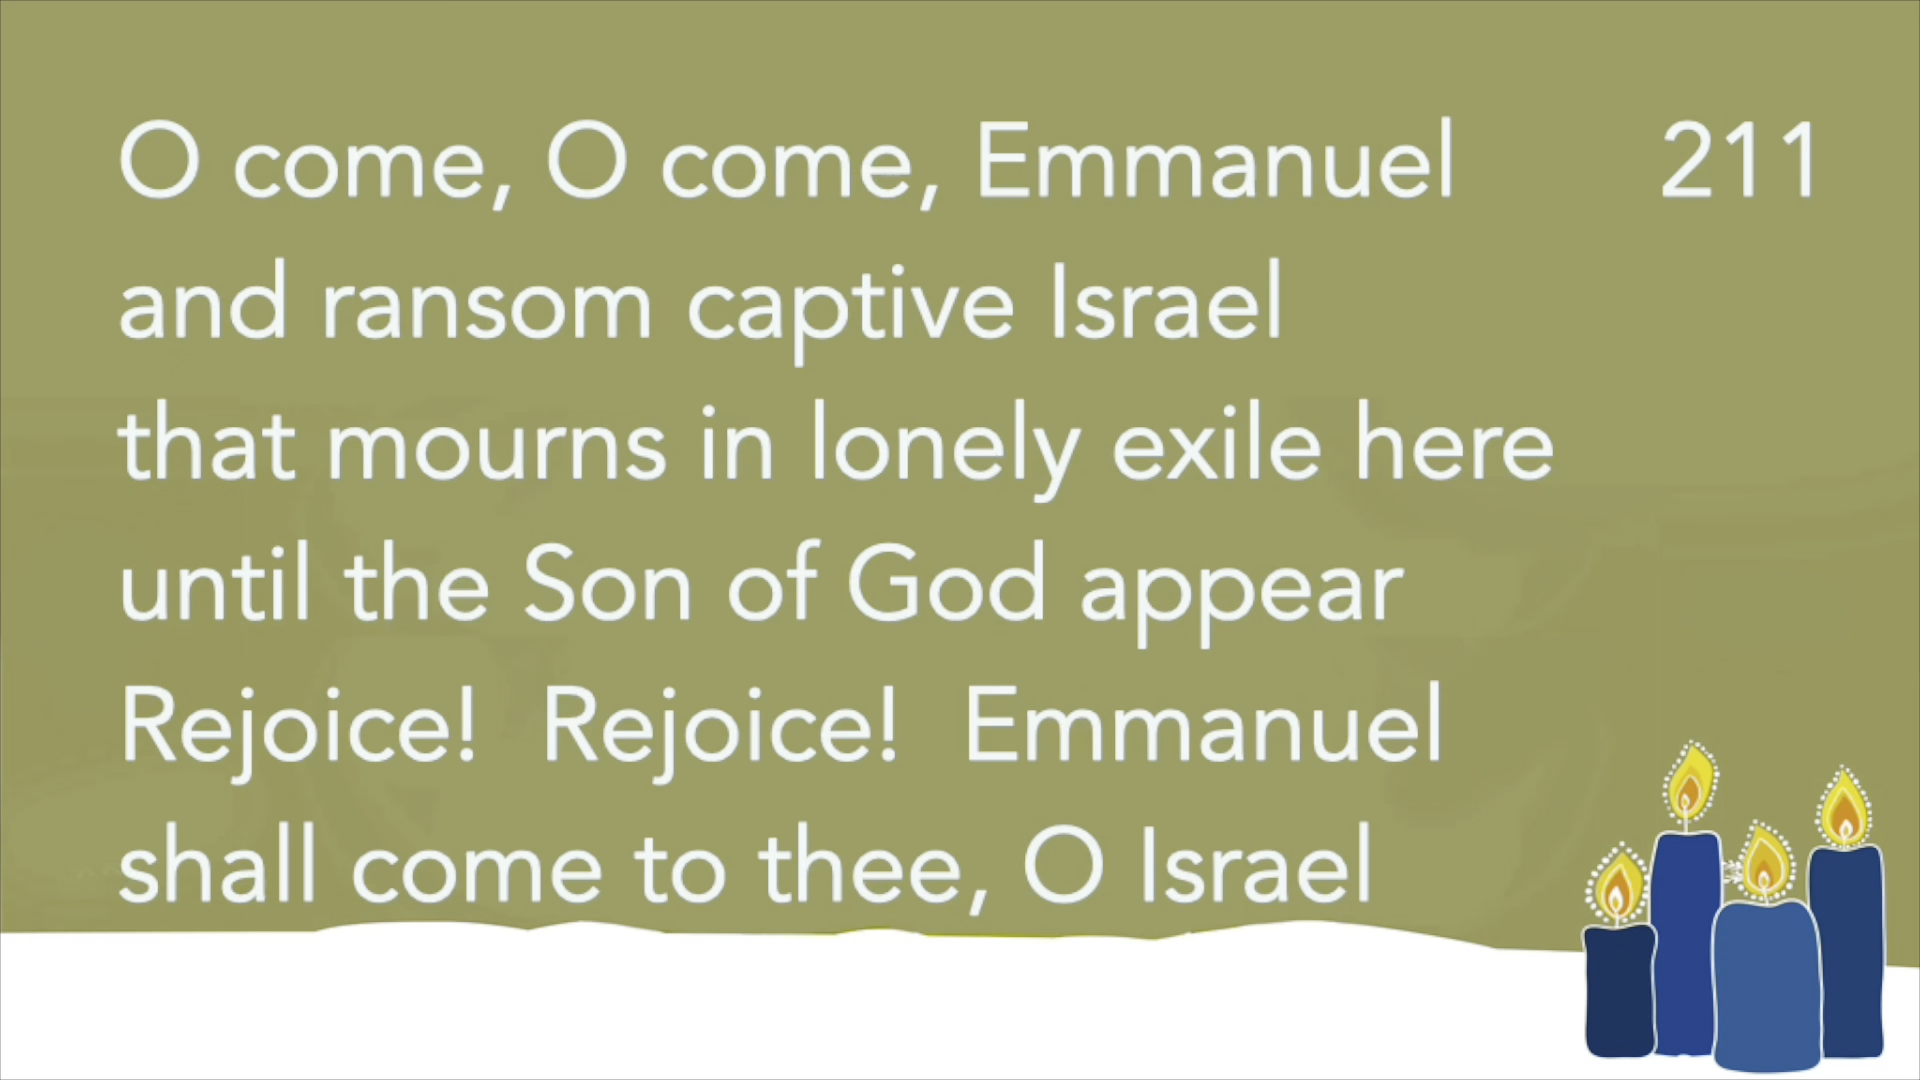 O come, O come, Emmanuel 211
and ransom captive Israel
that mourns in lonely exile here
until the Son of God appear
Rejoice! Rejoice! Emmanuel
shall come to thee, O Israel